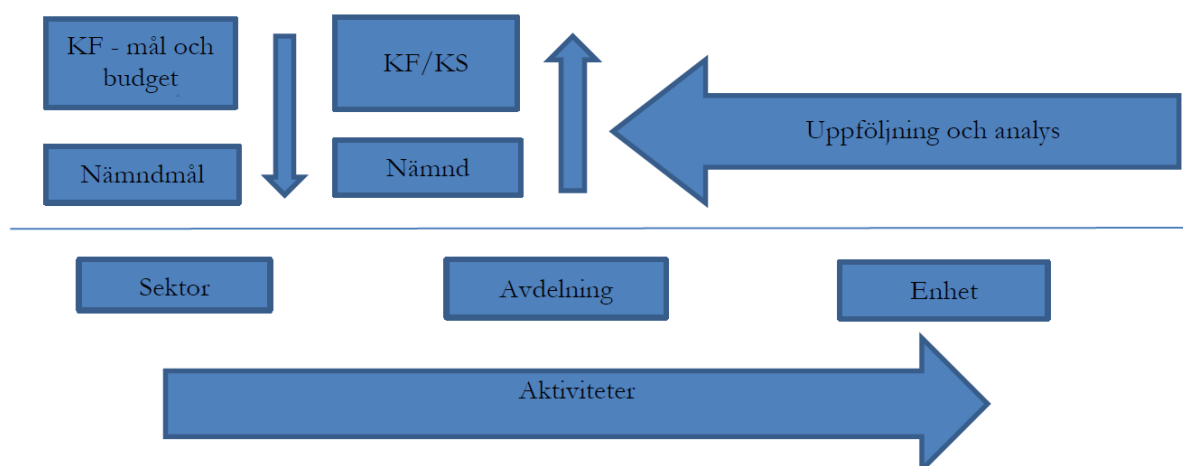 KF - mål och
budget
KF/KS
Uppföljning och analys
Nämndmål
Nämnd
Sektor
Avdelning
Enhet
Aktiviteter